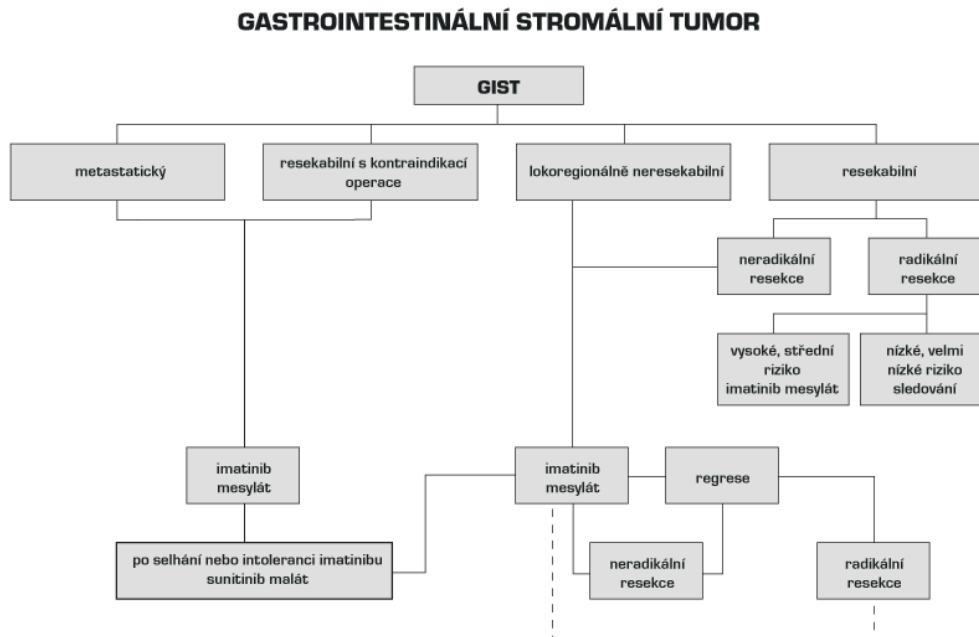 GASTROINTESTINÁLNÍ STROMÁLNÍ TUMOR
GIST
metastatický
resekabilní s kontraindikací
operace
lokoregionálně neresekabilní
resekabilní
neradikální
resekce
radikální
resekce
vysoké, střední
riziko
imatinib mesylát
nízké, velmi
nízké riziko
sledování
imatinib
mesylát
imatinib
mesylát
regrese
po selhání nebo intoleranci imatinibu
sunitinib malát
neradikální
resekce
radikální
resekce